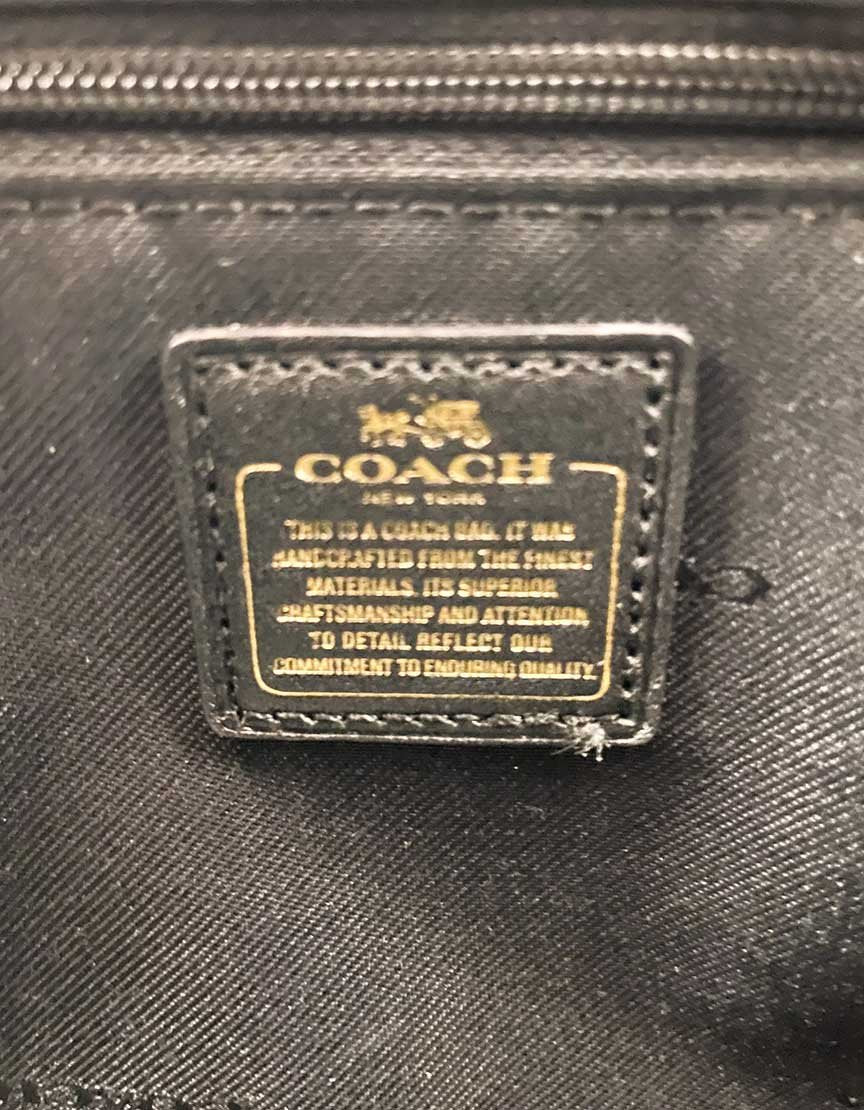 COACH
NEW YORK
THIS IS A COACH BAG. IT WAS
HANDCRAFTED FROM THE FINEST
MATERIALS. ITS SUPERIOR
CRAFTSMANSHIP AND ATTENTION
TO DETAIL REFLECT OUR
COMMITMENT TO ENDURING QUALITY.